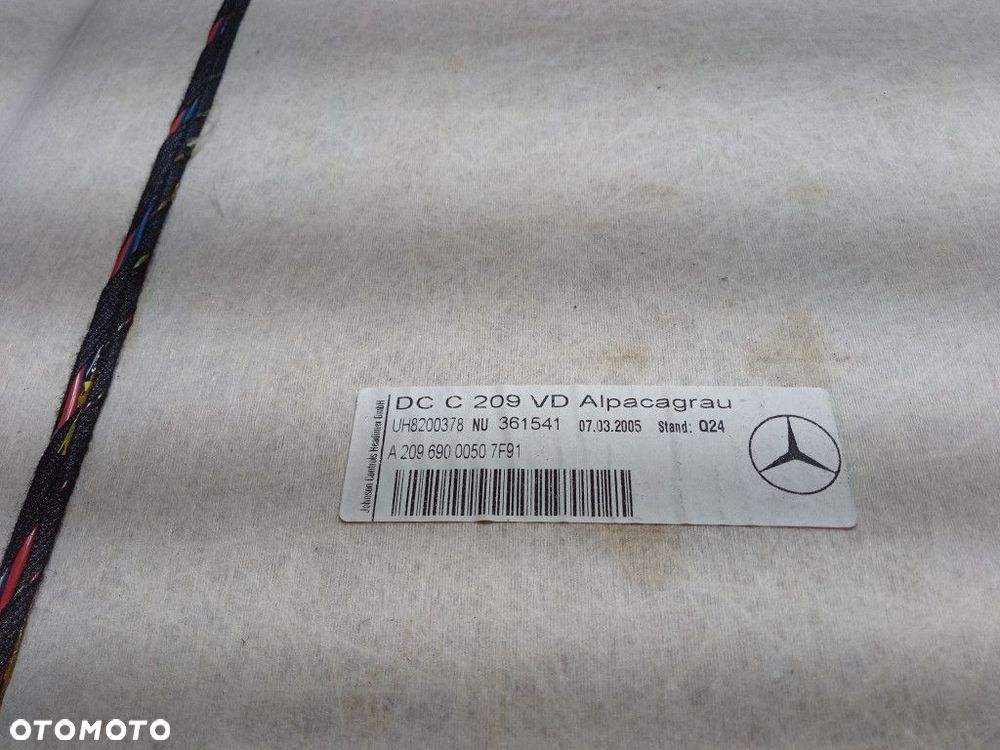 DC C 209 VD Alpacagrau
UH8200378 NU 361541 07.03.2005 Stand: Q24
A 209 690 0050 7F91
Johnson Controls Headliner GmbH
OTOMOTO